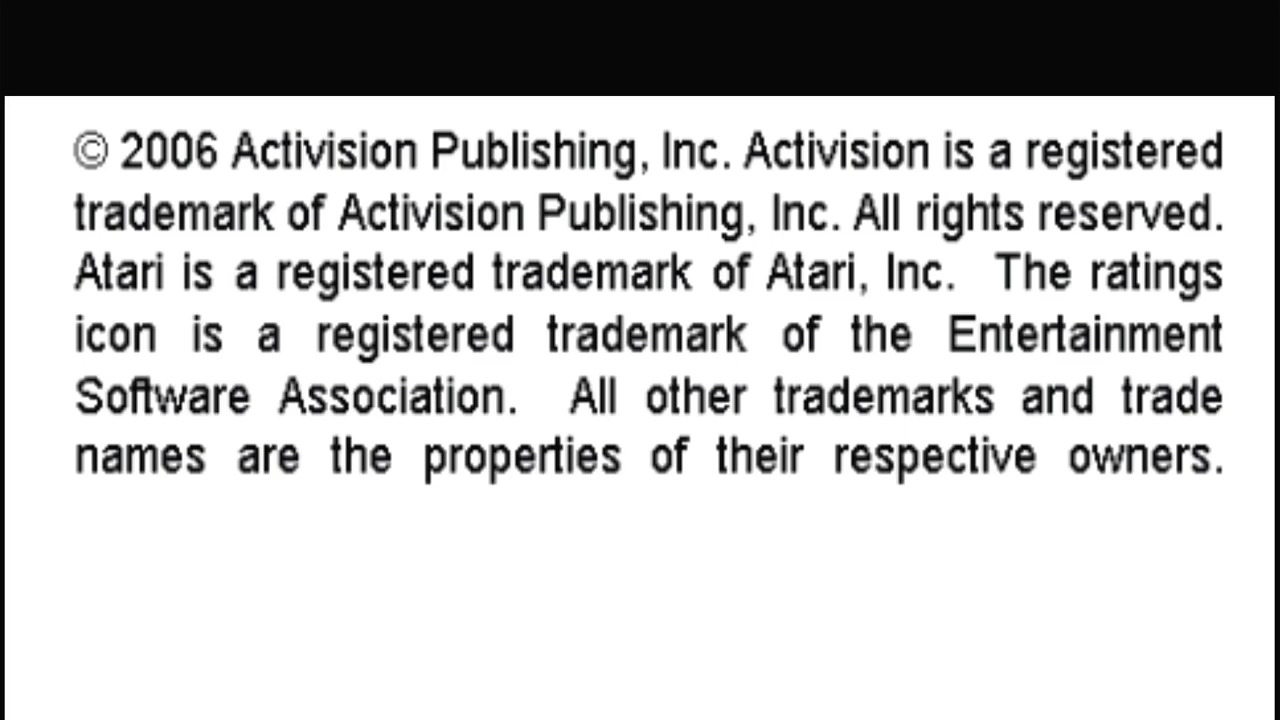 © 2006 Activision Publishing, Inc. Activision is a registered
trademark of Activision Publishing, Inc. All rights reserved.
Atari is a registered trademark of Atari, Inc. The ratings
icon is a registered trademark of the Entertainment
Software Association. All other trademarks and trade
names are the properties of their respective owners.